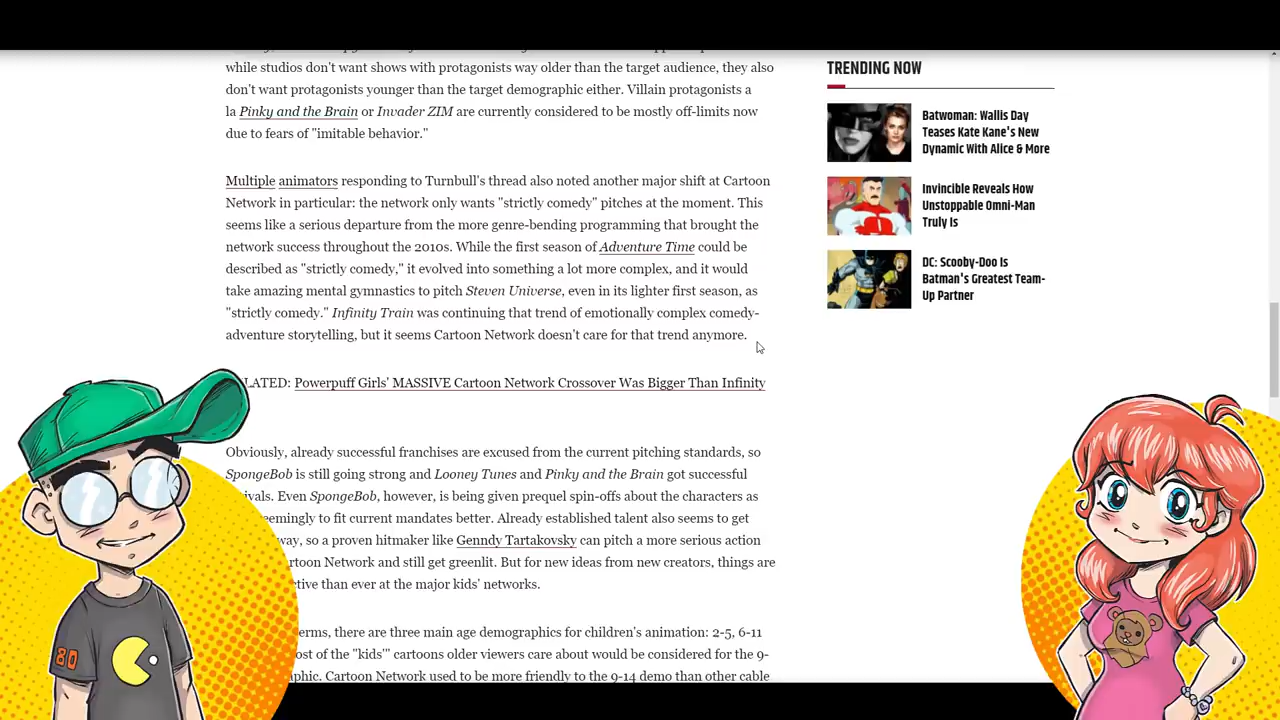 while studios don't want shows with protagonists way older than the target audience, they also
don't want protagonists younger than the target demographic either. Villain protagonists a
la Pinky and the Brain or Invader ZIM are currently considered to be mostly off-limits now
due to fears of "imitable behavior."
Multiple animators responding to Turnbull's thread also noted another major shift at Cartoon
Network in particular: the network only wants "strictly comedy" pitches at the moment. This
seems like a serious departure from the more genre-bending programming that brought the
network success throughout the 2010s. While the first season of Adventure Time could be
described as "strictly comedy," it evolved into something a lot more complex, and it would
take amazing mental gymnastics to pitch Steven Universe, even in its lighter first season, as
"strictly comedy." Infinity Train was continuing that trend of emotionally complex comedy-
adventure storytelling, but it seems Cartoon Network doesn't care for that trend anymore.
LATED: Powerpuff Girls' MASSIVE Cartoon Network Crossover Was Bigger Than Infinity
Obviously, already successful franchises are excused from the current pitching standards, so
SpongeBob is still going strong and Looney Tunes and Pinky and the Brain got successful
ivals. Even SpongeBob, however, is being given prequel spin-offs about the characters as
eemingly to fit current mandates better. Already established talent also seems to get
way, so a proven hitmaker like Genndy Tartakovsky can pitch a more serious action
rtoon Network and still get greenlit. But for new ideas from new creators, things are
ctive than ever at the major kids' networks.
erms, there are three main age demographics for children's animation: 2-5, 6-11
ost of the "kids'" cartoons older viewers care about would be considered for the 9-
aphic. Cartoon Network used to be more friendly to the 9-14 demo than other cable
TRENDING NOW
Batwoman: Wallis Day
Teases Kate Kane's New
Dynamic With Alice & More
Invincible Reveals How
Unstoppable Omni-Man
Truly Is
DC: Scooby-Doo Is
Batman's Greatest Team-
Up Partner
80